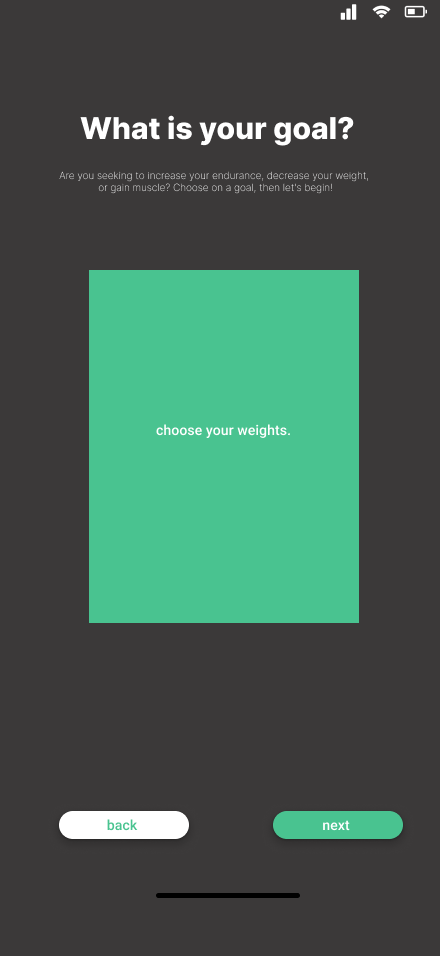 What is your goal?
Are you seeking to increase your endurance, decrease your weight,
or gain muscle? Choose on a goal, then let's begin!
choose your weights.
back
next